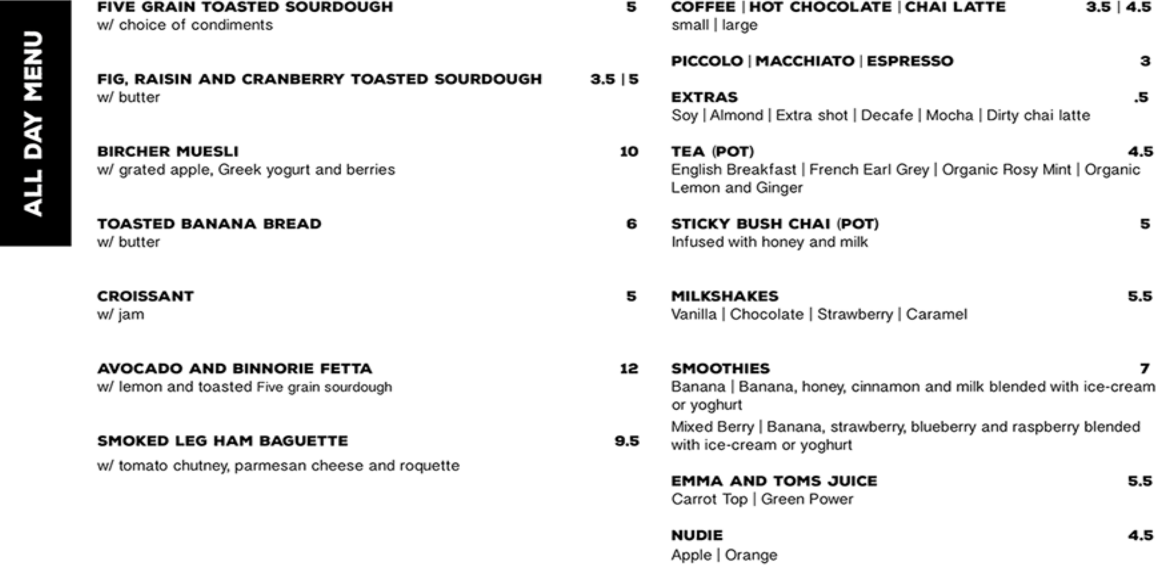 ALL DAY MENU
FIVE GRAIN TOASTED SOURDOUGH 5
w/ choice of condiments
FIG, RAISIN AND CRANBERRY TOASTED SOURDOUGH 3.5 | 5
w/ butter
BIRCHER MUESLI 10
w/ grated apple, Greek yogurt and berries
TOASTED BANANA BREAD 6
w/ butter
CROISSANT 5
w/ jam
AVOCADO AND BINNORIE FETTA 12
w/ lemon and toasted Five grain sourdough
SMOKED LEG HAM BAGUETTE 9.5
w/ tomato chutney, parmesan cheese and roquette
COFFEE | HOT CHOCOLATE | CHAI LATTE 3.5 | 4.5
small | large
PICCOLO | MACCHIATO | ESPRESSO 3
EXTRAS .5
Soy | Almond | Extra shot | Decafe | Mocha | Dirty chai latte
TEA (POT) 4.5
English Breakfast | French Earl Grey | Organic Rosy Mint | Organic
Lemon and Ginger
STICKY BUSH CHAI (POT) 5
Infused with honey and milk
MILKSHAKES 5.5
Vanilla | Chocolate | Strawberry | Caramel
SMOOTHIES 7
Banana | Banana, honey, cinnamon and milk blended with ice-cream
or yoghurt
Mixed Berry | Banana, strawberry, blueberry and raspberry blended
with ice-cream or yoghurt
EMMA AND TOMS JUICE 5.5
Carrot Top | Green Power
NUDIE 4.5
Apple | Orange